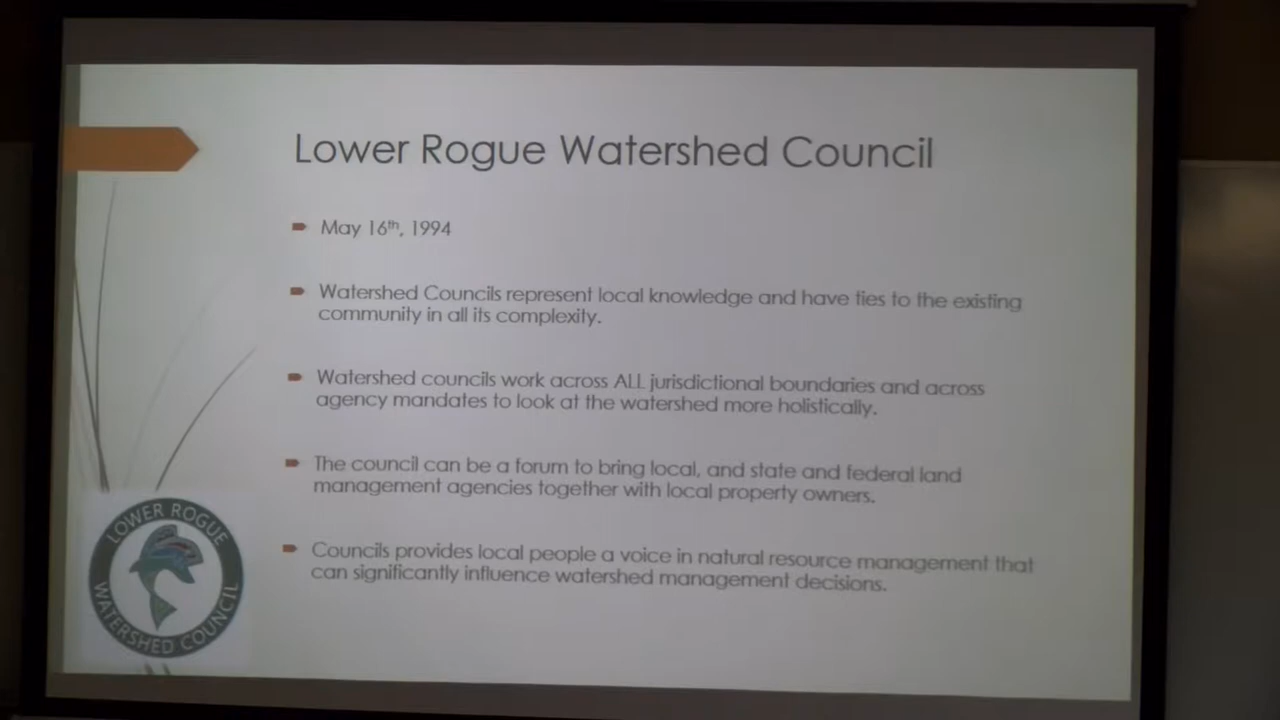 Lower Rogue Watershed Council
May 16th, 1994
Watershed Councils represent local knowledge and have ties to the existing
community in all its complexity.
Watershed councils work across ALL jurisdictional boundaries and across
agency mandates to look at the watershed more holistically.
The council can be a forum to bring local, and state and federal land
management agencies together with local property owners.
Councils provides local people a voice in natural resource management that
can significantly influence watershed management decisions.
LOWER ROGUE
WATERSHED COUNCIL